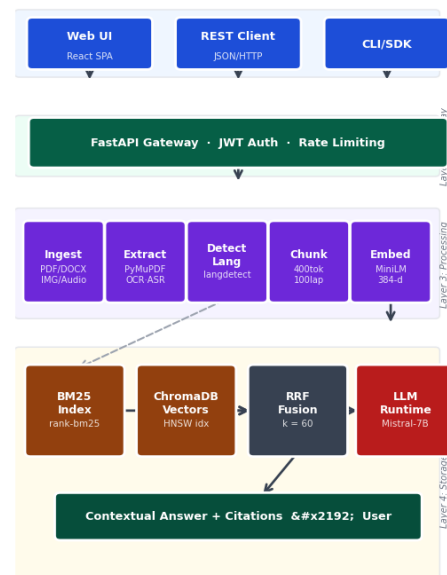 Web UI
React SPA
REST Client
JSON/HTTP
CLI/SDK
FastAPI Gateway · JWT Auth · Rate Limiting
Ingest
PDF/DOCX
IMG/Audio
Extract
PyMuPDF
OCR·ASR
Detect
Lang
langdetect
Chunk
400tok
100lap
Embed
MiniLM
384-d
Layer 3: Processing
BM25
Index
rank-bm25
ChromaDB
Vectors
HNSW idx
RRF
Fusion
k = 60
LLM
Runtime
Mistral-7B
Layer 4: Storage
Contextual Answer + Citations &#x2192; User